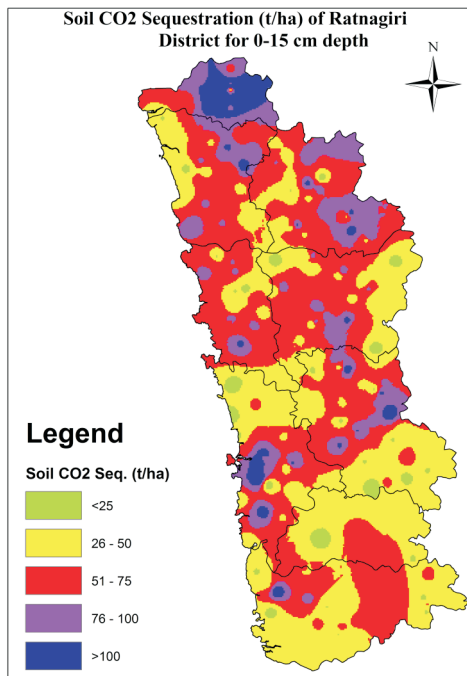 Soil CO2 Sequestration (t/ha) of Ratnagiri
District for 0-15 cm depth
N
Legend
Soil CO2 Seq. (t/ha)
<25
26 - 50
51 - 75
76 - 100
>100